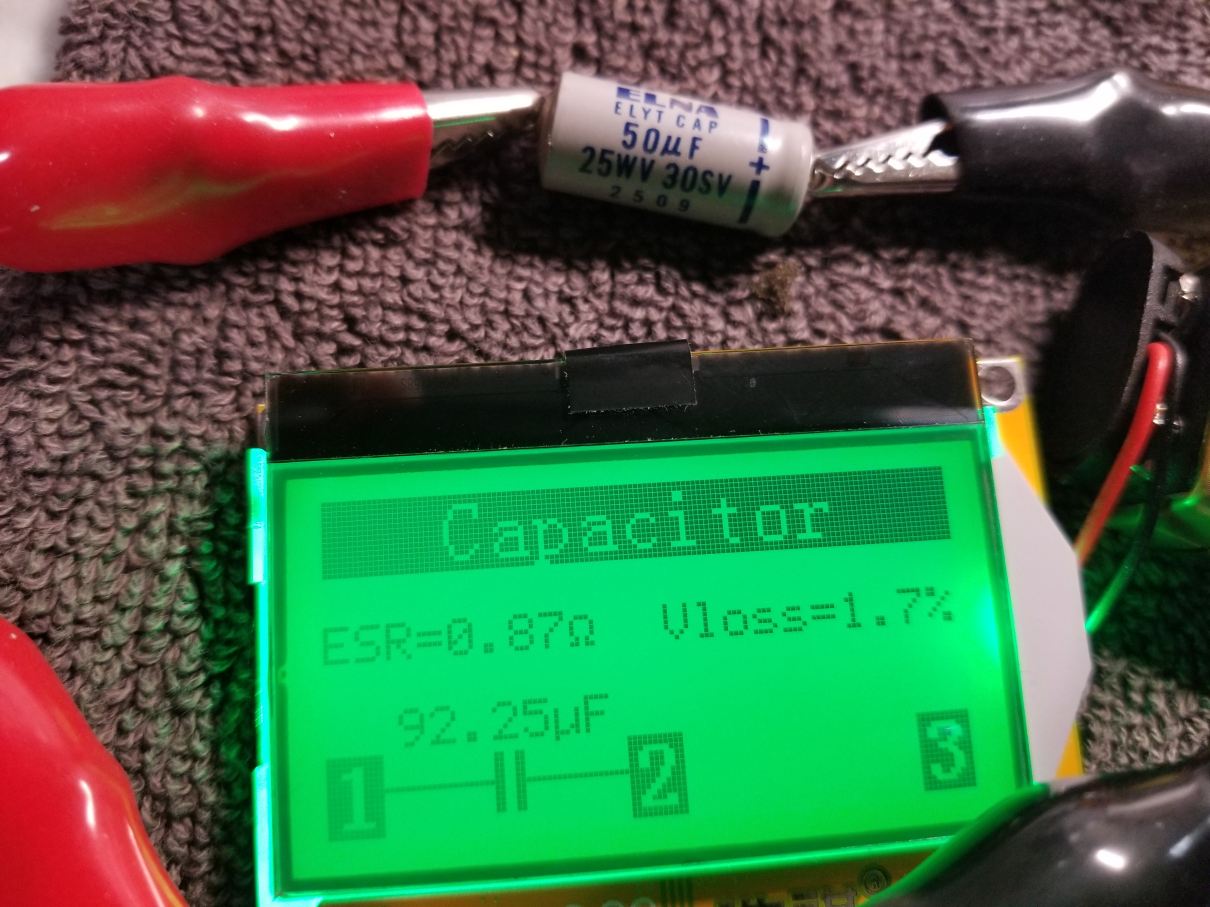 ELNA
ELYT CAP
50µF
25WV 30SV
2509
+
Capacitor
ESR=0.87Ω Vloss=1.7%
92.25µF
1 2 3